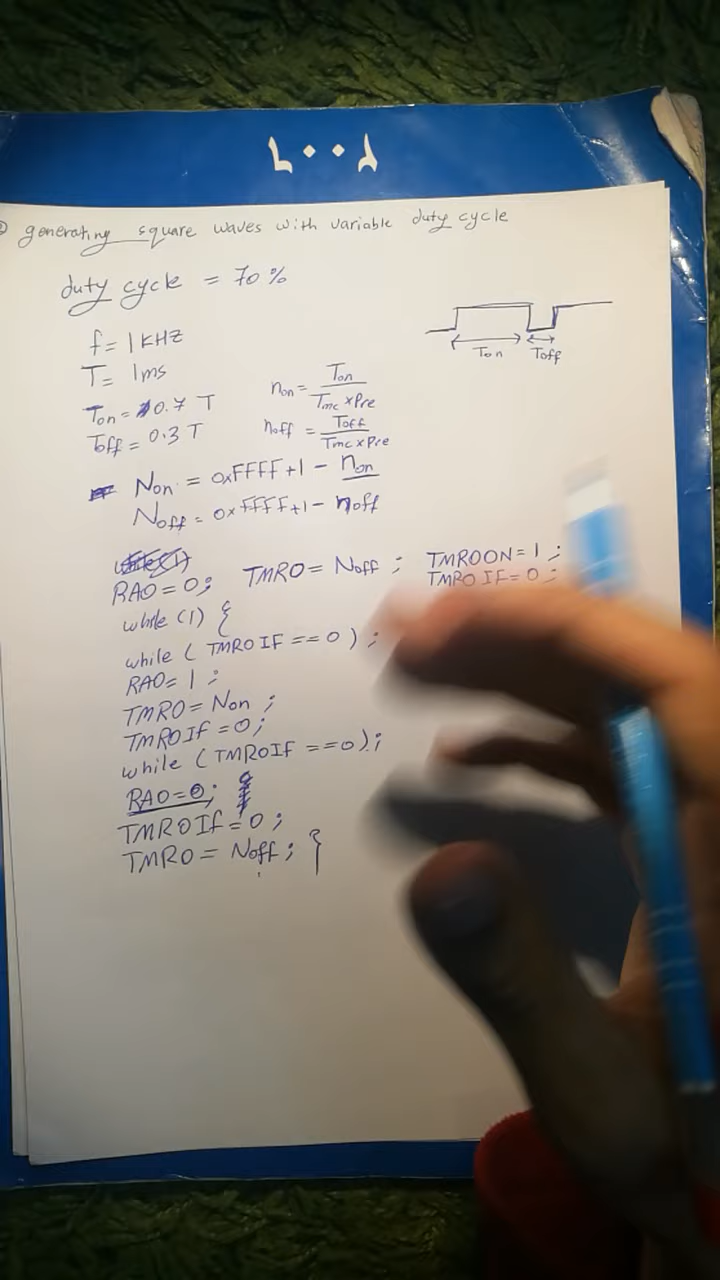 ٢٠٠٨
generating square waves with variable duty cycle
duty cycle = 70%
f = 1 KHZ
T = 1ms
Ton = 0.7 T
Toff = 0.3 T
Ton
Toff
non = Ton / Tmc × Pre
noff = Toff / Tmc × Pre
Non = 0xFFFF+1 - non
Noff = 0xFFFF+1 - noff
RA0 = 0; TMR0 = Noff; TMR0ON = 1;
TMR0IF = 0;
while (1) {
while ( TMR0IF == 0 ) ;
RA0 = 1 ;
TMR0 = Non ;
TMR0If = 0;
while (TMR0If == 0);
RA0 = 0;
TMR0If = 0 ;
TMR0 = Noff ; }